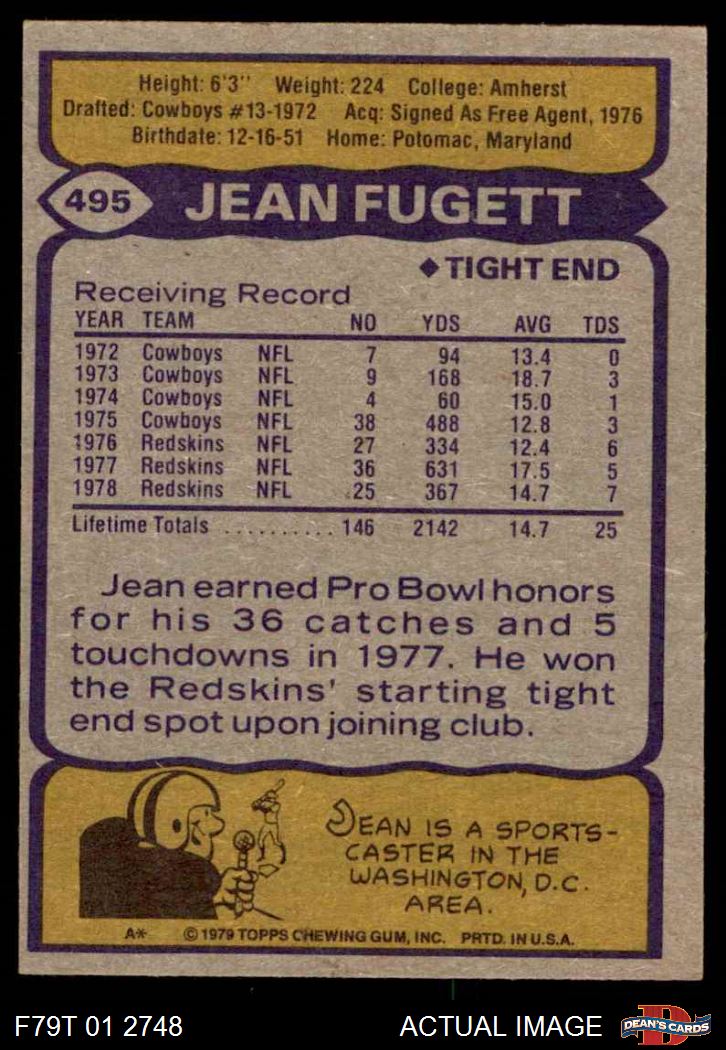 Height: 6'3" Weight: 224 College: Amherst
Drafted: Cowboys #13-1972 Acq: Signed As Free Agent, 1976
Birthdate: 12-16-51 Home: Potomac, Maryland
495 JEAN FUGETT
◆TIGHT END
Receiving Record
YEAR TEAM NO YDS AVG TDS
1972 Cowboys NFL 7 94 13.4 0
1973 Cowboys NFL 9 168 18.7 3
1974 Cowboys NFL 4 60 15.0 1
1975 Cowboys NFL 38 488 12.8 3
1976 Redskins NFL 27 334 12.4 6
1977 Redskins NFL 36 631 17.5 5
1978 Redskins NFL 25 367 14.7 7
Lifetime Totals .......... 146 2142 14.7 25
Jean earned Pro Bowl honors
for his 36 catches and 5
touchdowns in 1977. He won
the Redskins' starting tight
end spot upon joining club.
JEAN IS A SPORTS-
CASTER IN THE
WASHINGTON, D.C.
AREA.
A* © 1979 TOPPS CHEWING GUM, INC. PRTD. IN U.S.A.
F79T 01 2748 ACTUAL IMAGE D DEAN'S CARDS